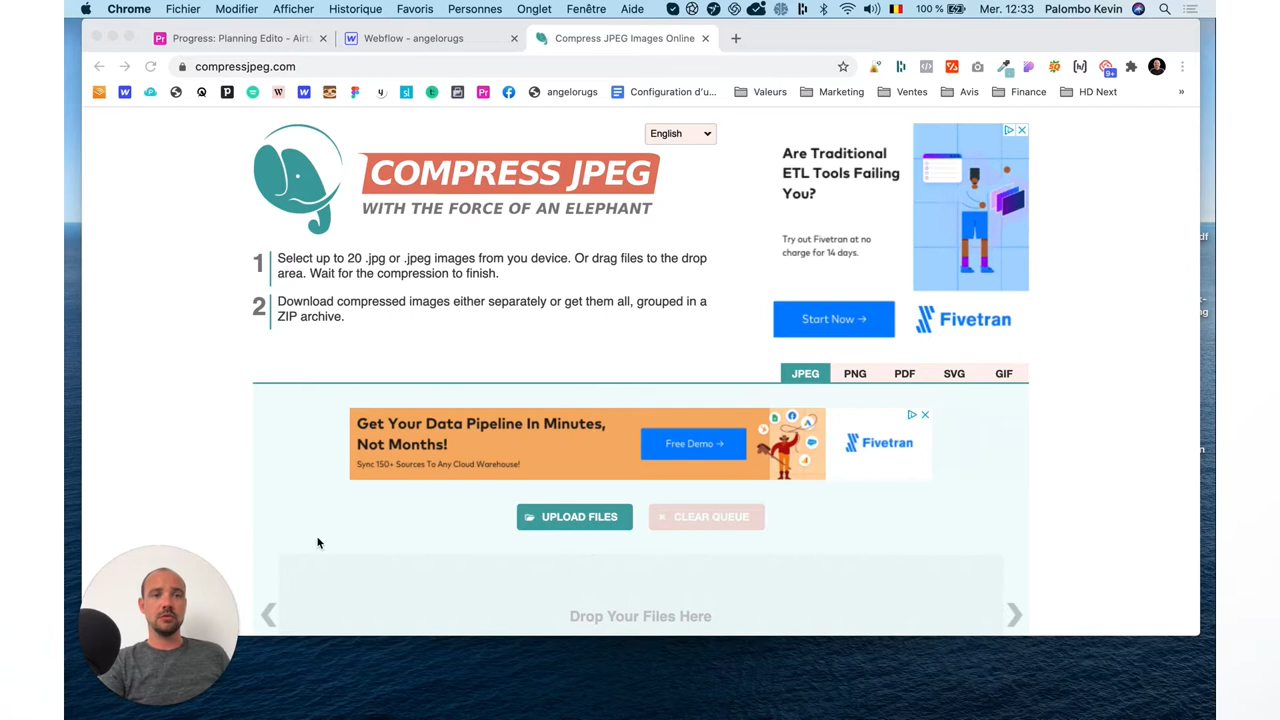 Chrome Fichier Modifier Afficher Historique Favoris Personnes Onglet Fenêtre Aide 100 % Mer. 12:33 Palombo Kevin
Progress: Planning Edito - Airt Webflow - angelorugs Compress JPEG Images Online
compressjpeg.com
angelorugs Configuration d'u... Valeurs Marketing Ventes Avis Finance HD Next »
English
COMPRESS JPEG
WITH THE FORCE OF AN ELEPHANT
1 Select up to 20 .jpg or .jpeg images from you device. Or drag files to the drop
area. Wait for the compression to finish.
2 Download compressed images either separately or get them all, grouped in a
ZIP archive.
Are Traditional
ETL Tools Failing
You?
Try out Fivetran at no
charge for 14 days.
Start Now →
Fivetran
JPEG PNG PDF SVG GIF
Get Your Data Pipeline In Minutes,
Not Months!
Sync 150+ Sources To Any Cloud Warehouse!
Free Demo →
Fivetran
UPLOAD FILES CLEAR QUEUE
Drop Your Files Here